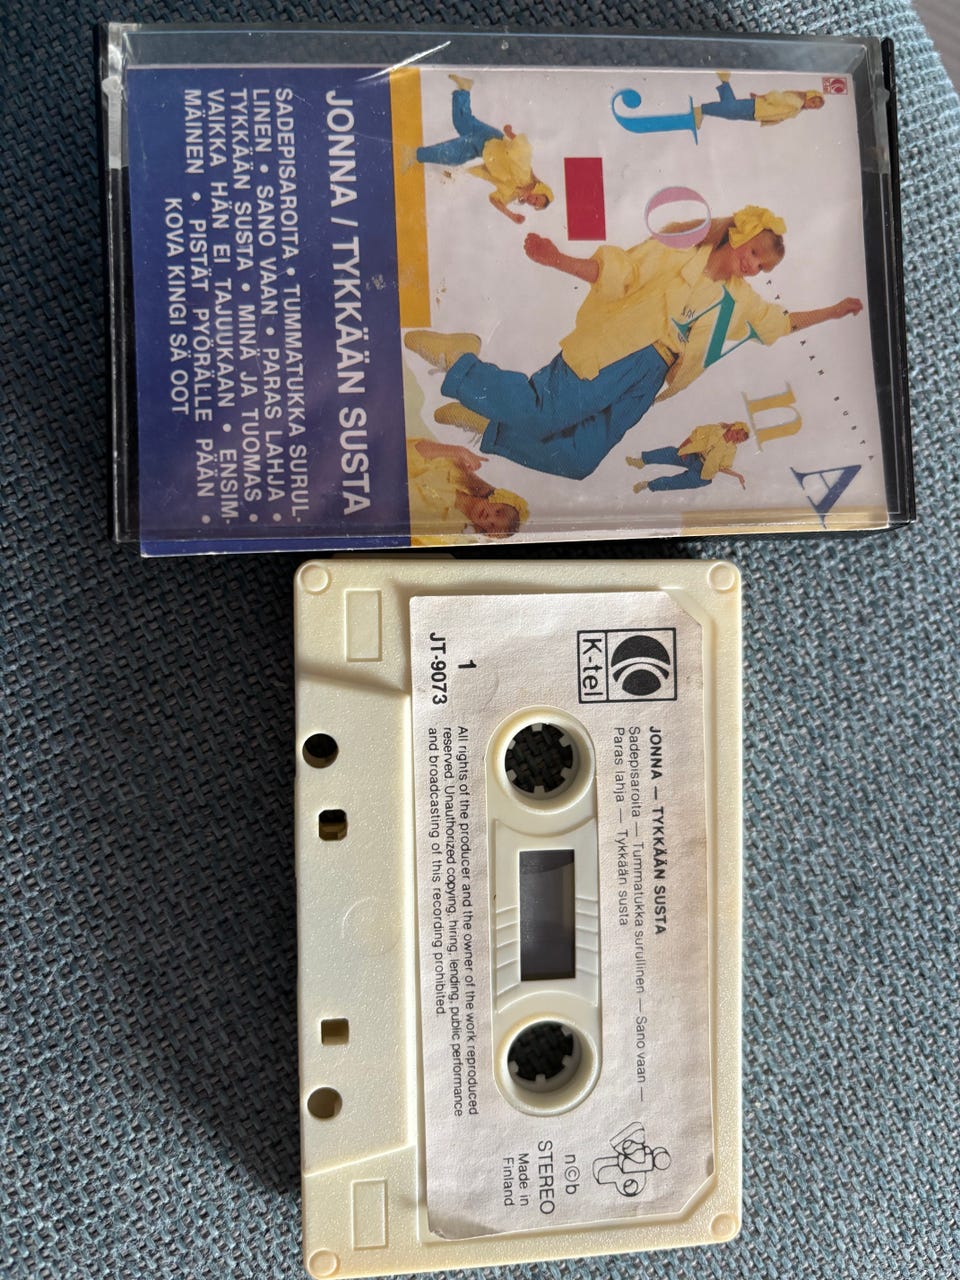 JonnA
TYKKÄÄN SUSTA
JONNA / TYKKÄÄN SUSTA
SADEPISAROITA • TUMMATUKKA SURUL-
LINEN • SANO VAAN • PARAS LAHJA •
TYKKÄÄN SUSTA • MINÄ JA TUOMAS •
VAIKKA HÄN EI TAJUUKAAN • ENSIM-
MÄINEN • PISTÄT PYÖRÄLLE PÄÄN •
KOVA KINGI SÄ OOT
K-tel
JONNA — TYKKÄÄN SUSTA
Sadepisaroita — Tummatukka surullinen — Sano vaan —
Paras lahja — Tykkään susta
1
JT-9073
All rights of the producer and the owner of the work reproduced
reserved. Unauthorized copying, hiring, lending, public performance
and broadcasting of this recording prohibited.
n©b
STEREO
Made in
Finland